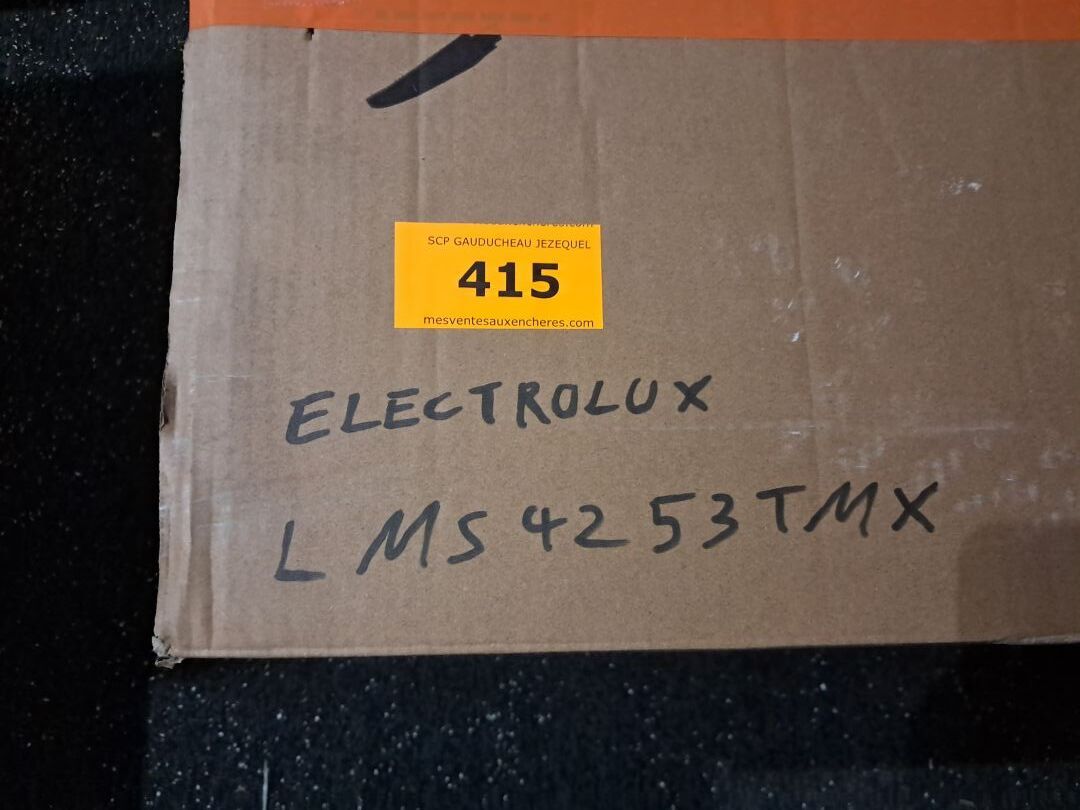 SCP GAUDUCHEAU JEZEQUEL
415
mesventesauxencheres.com
ELECTROLUX
LMS4253TMX